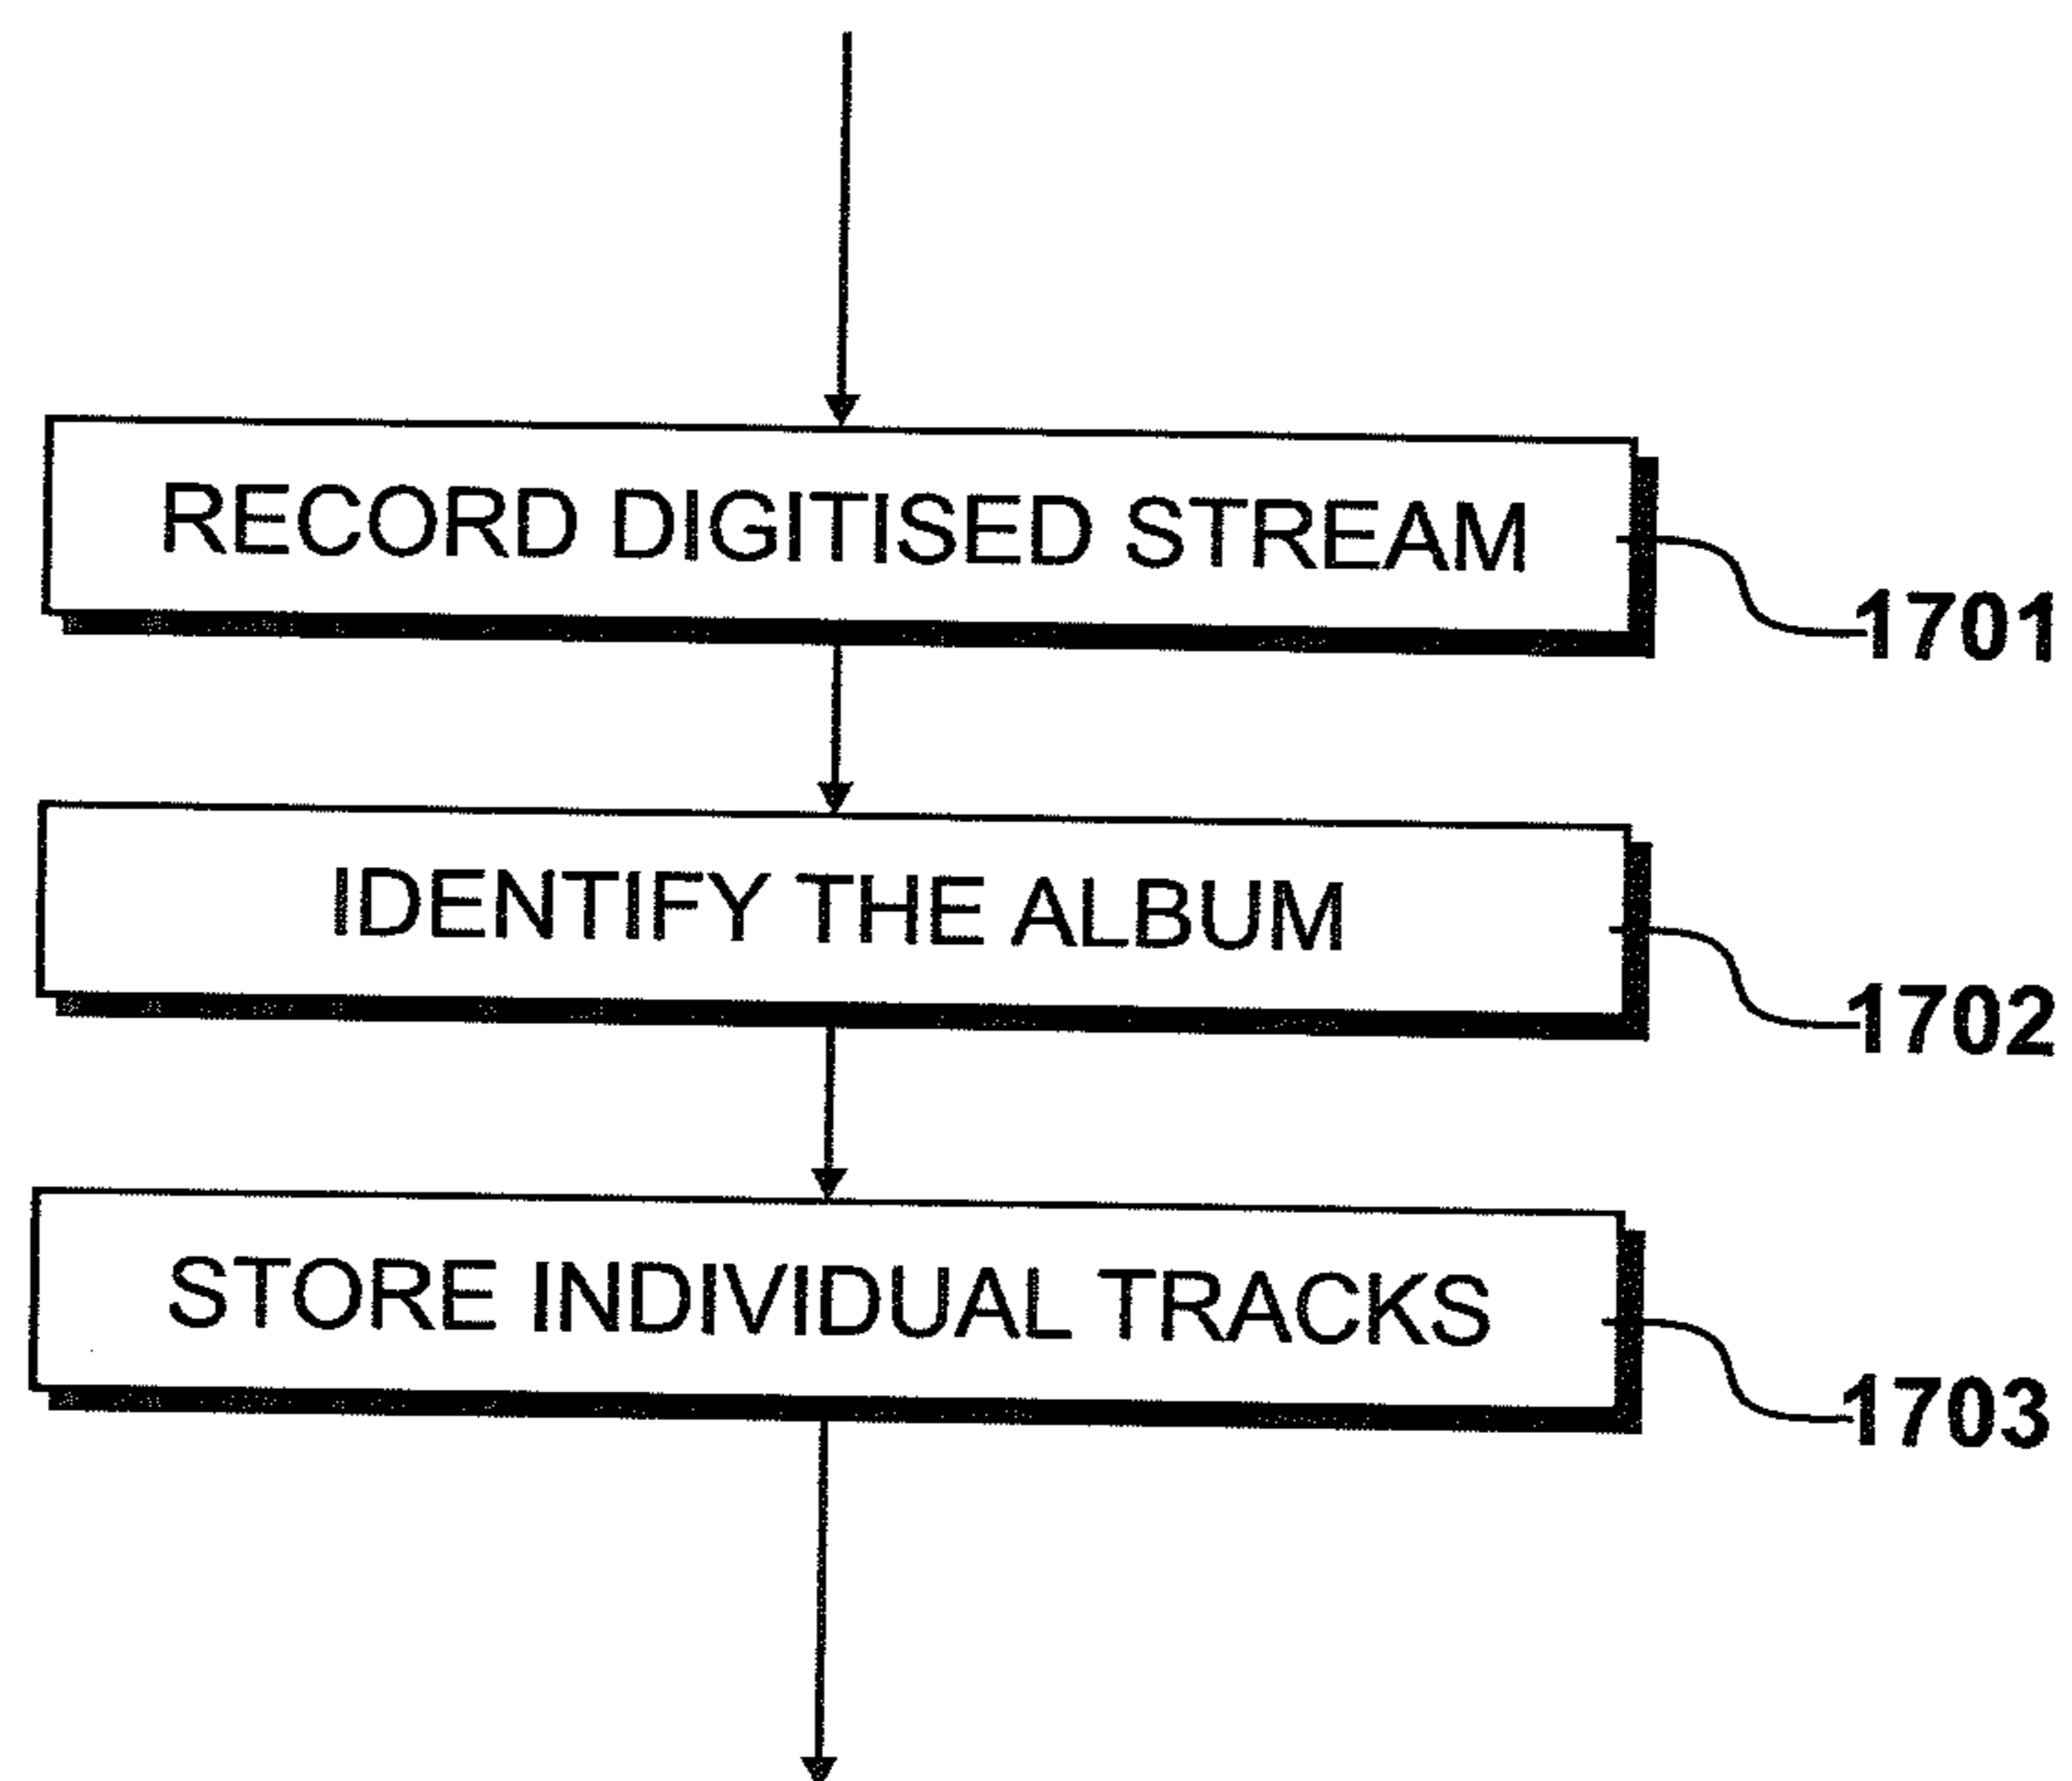 RECORD DIGITISED STREAM
1701
IDENTIFY THE ALBUM
1702
STORE INDIVIDUAL TRACKS
1703